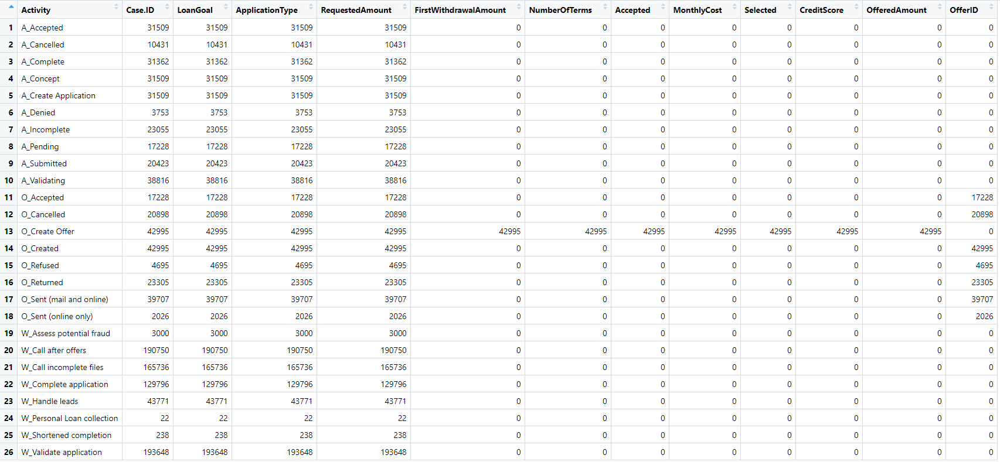 Activity Case.ID LoanGoal ApplicationType RequestedAmount FirstWithdrawalAmount NumberOfTerms Accepted MonthlyCost Selected CreditScore OfferedAmount OfferID
1 A_Accepted 31509 31509 31509 31509 0 0 0 0 0 0 0 0
2 A_Cancelled 10431 10431 10431 10431 0 0 0 0 0 0 0 0
3 A_Complete 31362 31362 31362 31362 0 0 0 0 0 0 0 0
4 A_Concept 31509 31509 31509 31509 0 0 0 0 0 0 0 0
5 A_Create Application 31509 31509 31509 31509 0 0 0 0 0 0 0 0
6 A_Denied 3753 3753 3753 3753 0 0 0 0 0 0 0 0
7 A_Incomplete 23055 23055 23055 23055 0 0 0 0 0 0 0 0
8 A_Pending 17228 17228 17228 17228 0 0 0 0 0 0 0 0
9 A_Submitted 20423 20423 20423 20423 0 0 0 0 0 0 0 0
10 A_Validating 38816 38816 38816 38816 0 0 0 0 0 0 0 0
11 O_Accepted 17228 17228 17228 17228 0 0 0 0 0 0 0 17228
12 O_Cancelled 20898 20898 20898 20898 0 0 0 0 0 0 0 20898
13 O_Create Offer 42995 42995 42995 42995 42995 42995 42995 42995 42995 42995 42995 0
14 O_Created 42995 42995 42995 42995 0 0 0 0 0 0 0 42995
15 O_Refused 4695 4695 4695 4695 0 0 0 0 0 0 0 4695
16 O_Returned 23305 23305 23305 23305 0 0 0 0 0 0 0 23305
17 O_Sent (mail and online) 39707 39707 39707 39707 0 0 0 0 0 0 0 39707
18 O_Sent (online only) 2026 2026 2026 2026 0 0 0 0 0 0 0 2026
19 W_Assess potential fraud 3000 3000 3000 3000 0 0 0 0 0 0 0 0
20 W_Call after offers 190750 190750 190750 190750 0 0 0 0 0 0 0 0
21 W_Call incomplete files 165736 165736 165736 165736 0 0 0 0 0 0 0 0
22 W_Complete application 129796 129796 129796 129796 0 0 0 0 0 0 0 0
23 W_Handle leads 43771 43771 43771 43771 0 0 0 0 0 0 0 0
24 W_Personal Loan collection 22 22 22 22 0 0 0 0 0 0 0 0
25 W_Shortened completion 238 238 238 238 0 0 0 0 0 0 0 0
26 W_Validate application 193648 193648 193648 193648 0 0 0 0 0 0 0 0